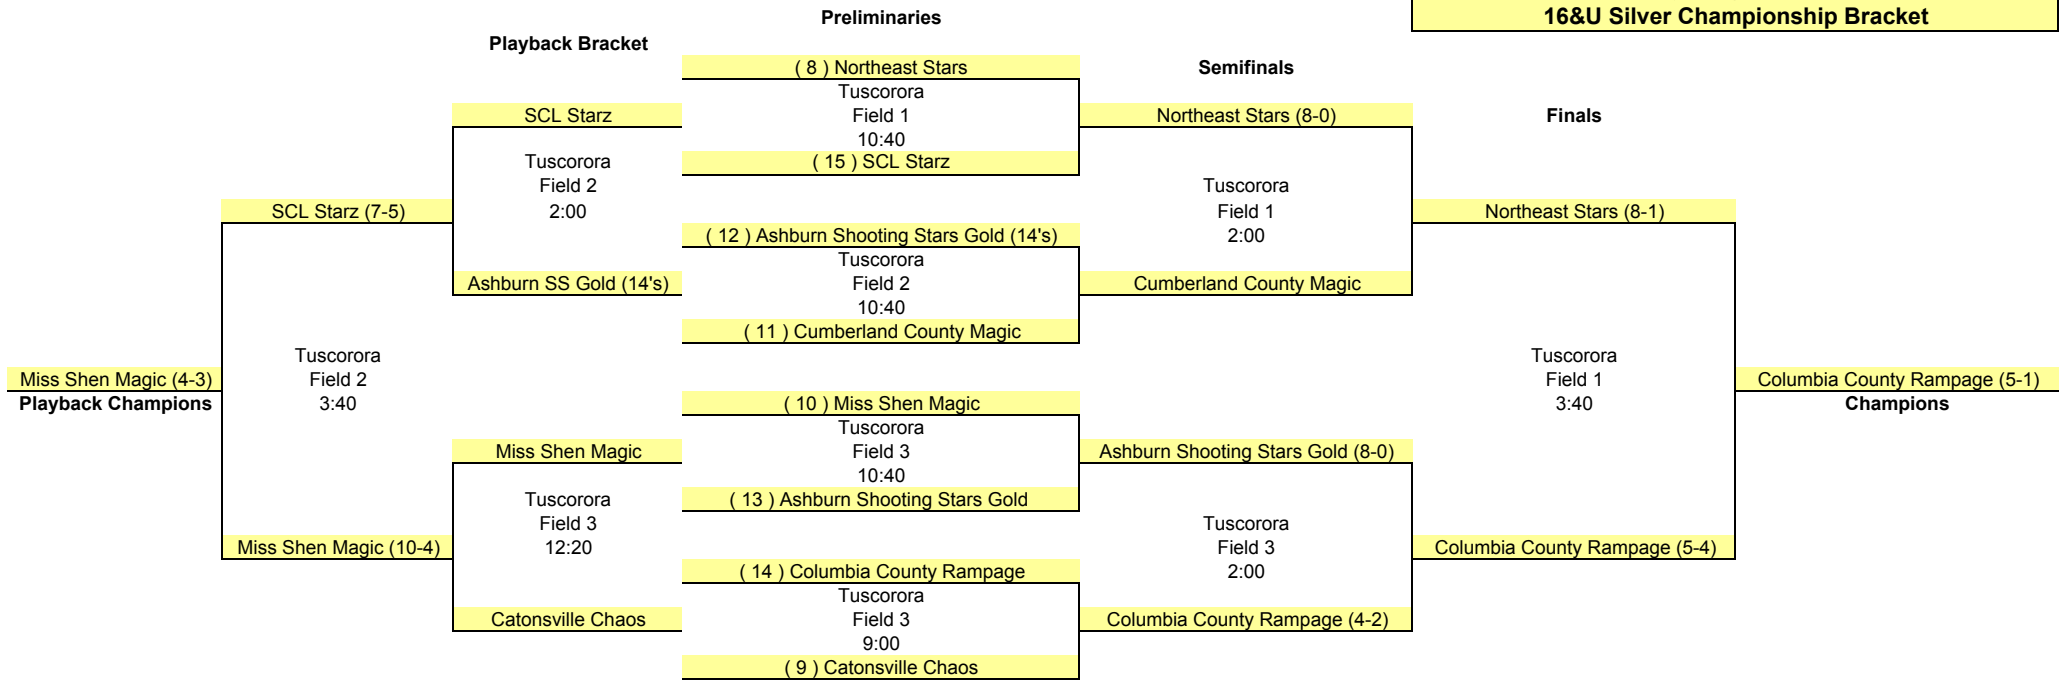 16&U Silver Championship Bracket
Preliminaries
Playback Bracket
Semifinals
Finals
( 8 ) Northeast Stars
Tuscorora
Field 1
10:40
( 15 ) SCL Starz
( 12 ) Ashburn Shooting Stars Gold (14's)
Tuscorora
Field 2
10:40
( 11 ) Cumberland County Magic
( 10 ) Miss Shen Magic
Tuscorora
Field 3
10:40
( 13 ) Ashburn Shooting Stars Gold
( 14 ) Columbia County Rampage
Tuscorora
Field 3
9:00
( 9 ) Catonsville Chaos
SCL Starz
Tuscorora
Field 2
2:00
Ashburn SS Gold (14's)
Miss Shen Magic
Tuscorora
Field 3
12:20
Catonsville Chaos
SCL Starz (7-5)
Tuscorora
Field 2
3:40
Miss Shen Magic (10-4)
Miss Shen Magic (4-3)
Playback Champions
Northeast Stars (8-0)
Tuscorora
Field 1
2:00
Cumberland County Magic
Ashburn Shooting Stars Gold (8-0)
Tuscorora
Field 3
2:00
Columbia County Rampage (4-2)
Northeast Stars (8-1)
Tuscorora
Field 1
3:40
Columbia County Rampage (5-4)
Columbia County Rampage (5-1)
Champions